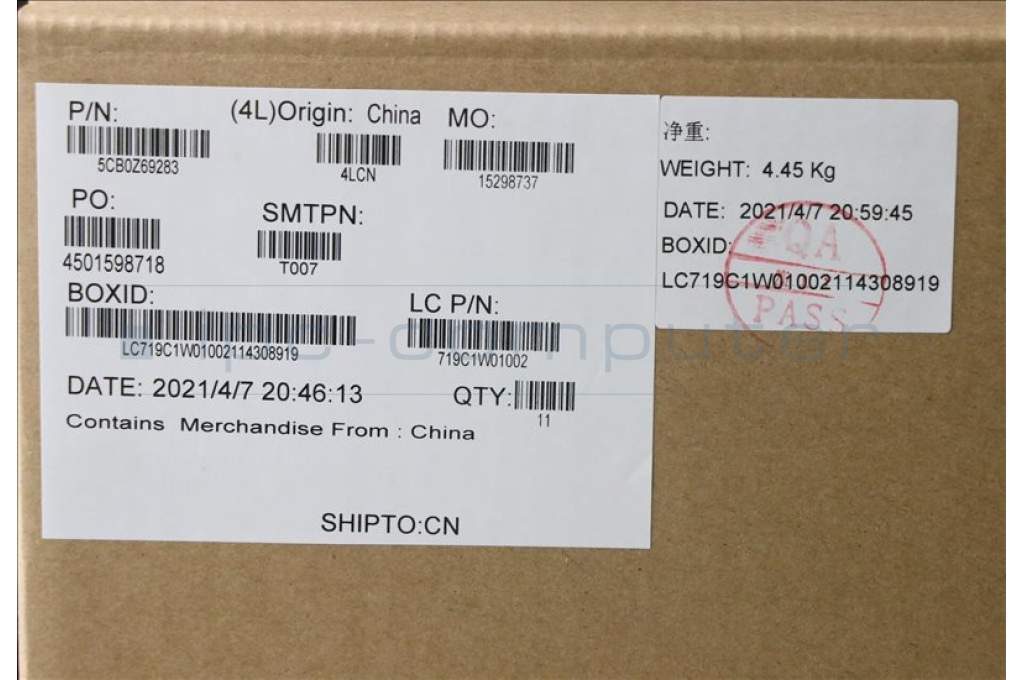 P/N: (4L)Origin: China MO:
5CB0Z69283 4LCN 15298737
PO: SMTPN:
4501598718 T007
BOXID: LC P/N:
LC719C1W01002114308919 719C1W01002
DATE: 2021/4/7 20:46:13 QTY:
11
Contains Merchandise From : China
SHIPTO:CN
净重:
WEIGHT: 4.45 Kg
DATE: 2021/4/7 20:59:45
BOXID:
LC719C1W01002114308919
QA
PASS
ipc-computer